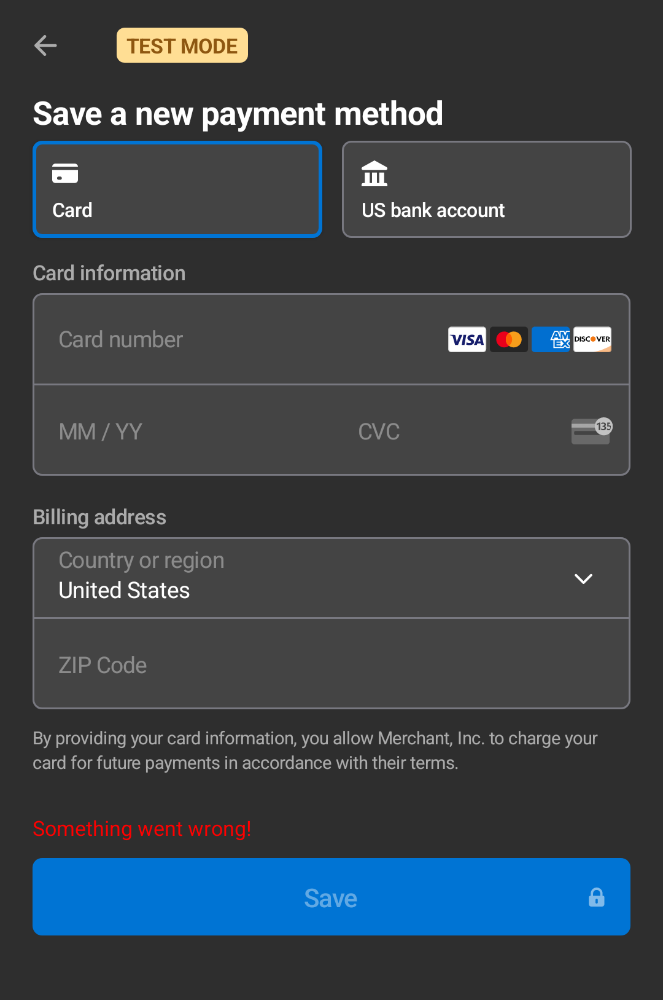 TEST MODE
Save a new payment method
Card
US bank account
Card information
Card number
VISA
AM
EX
DISCOVER
MM / YY
CVC
135
Billing address
Country or region
United States
ZIP Code
By providing your card information, you allow Merchant, Inc. to charge your
card for future payments in accordance with their terms.
Something went wrong!
Save